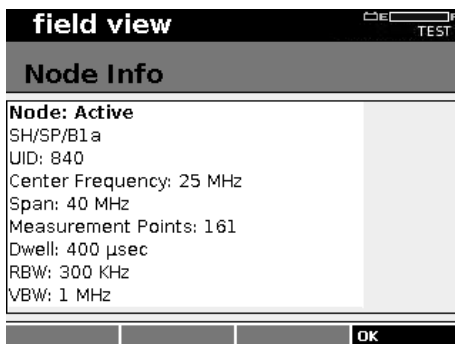 field view
E F
TEST
Node Info
Node: Active
SH/SP/B1a
UID: 840
Center Frequency: 25 MHz
Span: 40 MHz
Measurement Points: 161
Dwell: 400 µsec
RBW: 300 KHz
VBW: 1 MHz
OK